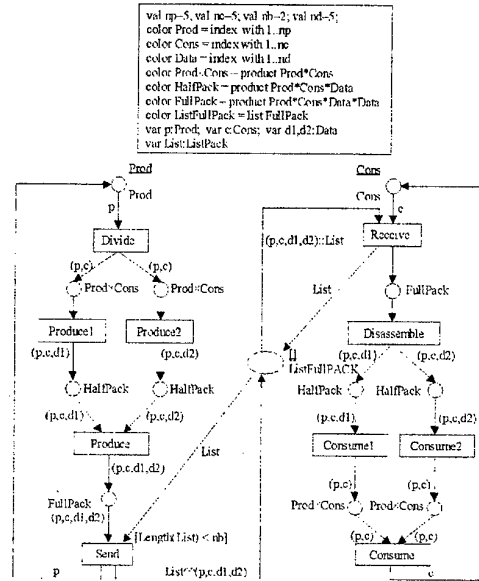 val np=5, val nc=5; val nb=2; val nd=5;
color Prod = index with 1..np
color Cons = index with 1..nc
color Data = index with 1..nd
color Prod×Cons = product Prod*Cons
color HalfPack = product Prod*Cons*Data
color FullPack = product Prod*Cons*Data*Data
color ListFullPack = list FullPack
var p:Prod; var c:Cons; var d1,d2:Data
var List:ListPack
Prod
Prod
p
Divide
(p,c)
(p,c)
Prod×Cons
Prod×Cons
Produce1
Produce2
(p,c,d1)
(p,c,d2)
HalfPack
HalfPack
(p,c,d1)
(p,c,d2)
Produce
(p,c,d1,d2)
FullPack
(p,c,d1,d2)
Send
[Length(List) < nb]
p
List^^(p,c,d1,d2)
List
[]
ListFullPACK
List
(p,c,d1,d2)::List
Cons
Cons
c
Receive
FullPack
Disassemble
(p,c,d1)
(p,c,d2)
HalfPack
HalfPack
(p,c,d1)
(p,c,d2)
Consume1
Consume2
(p,c)
(p,c)
Prod×Cons
Prod×Cons
(p,c)
(p,c)
Consume
c